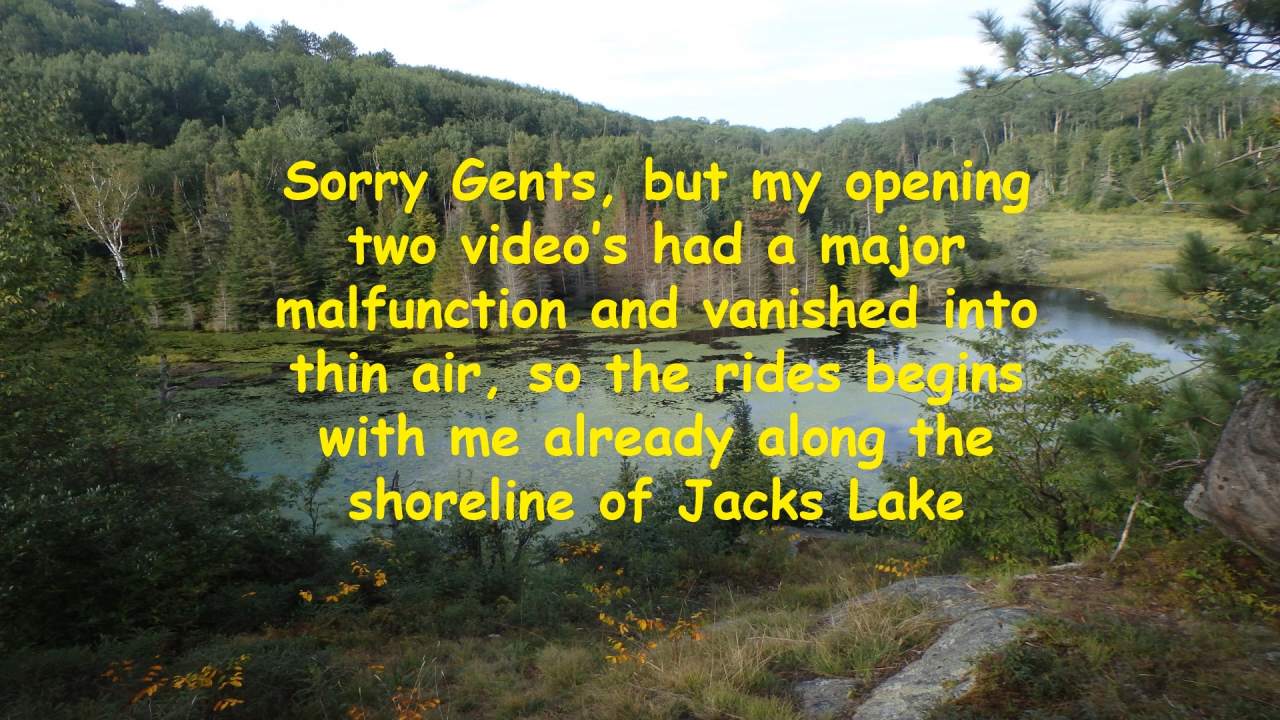 Sorry Gents, but my opening
two video's had a major
malfunction and vanished into
thin air, so the rides begins
with me already along the
shoreline of Jacks Lake